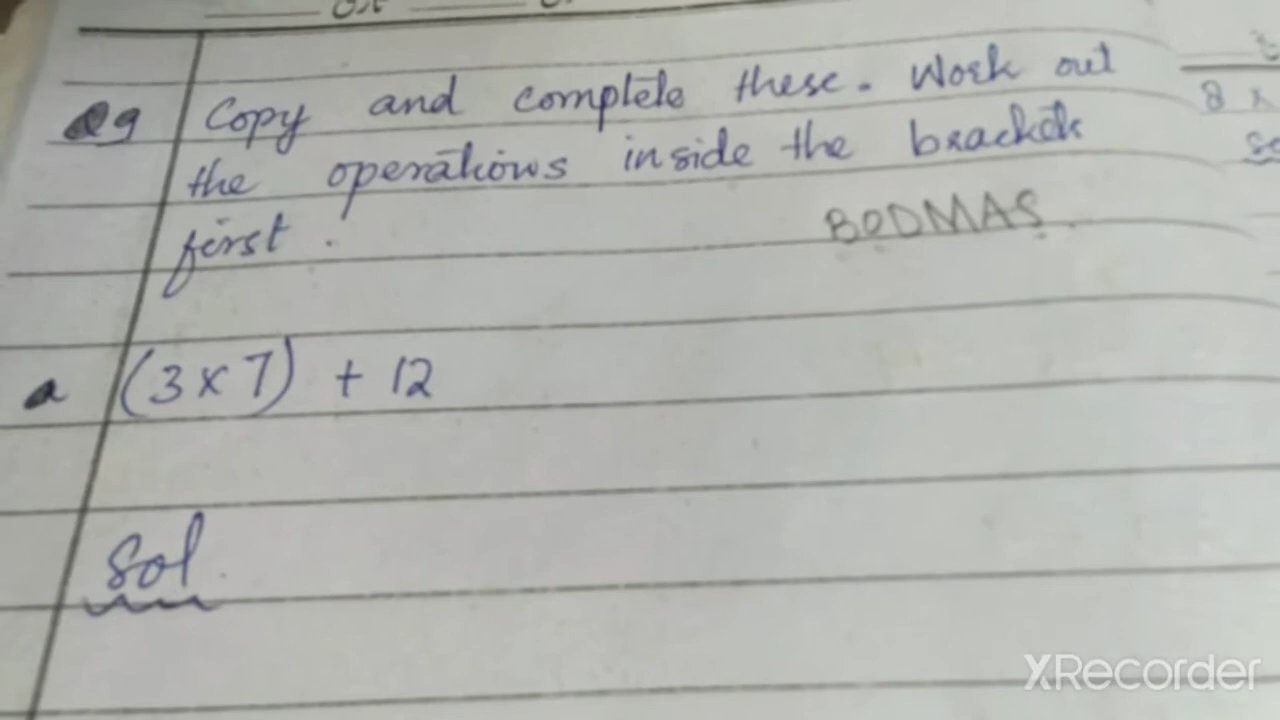 Q9 Copy and complete these. Work out
the operations inside the brackets
first.
BODMAS.
a (3 x 7) + 12
Sol.
8 x
XRecorder